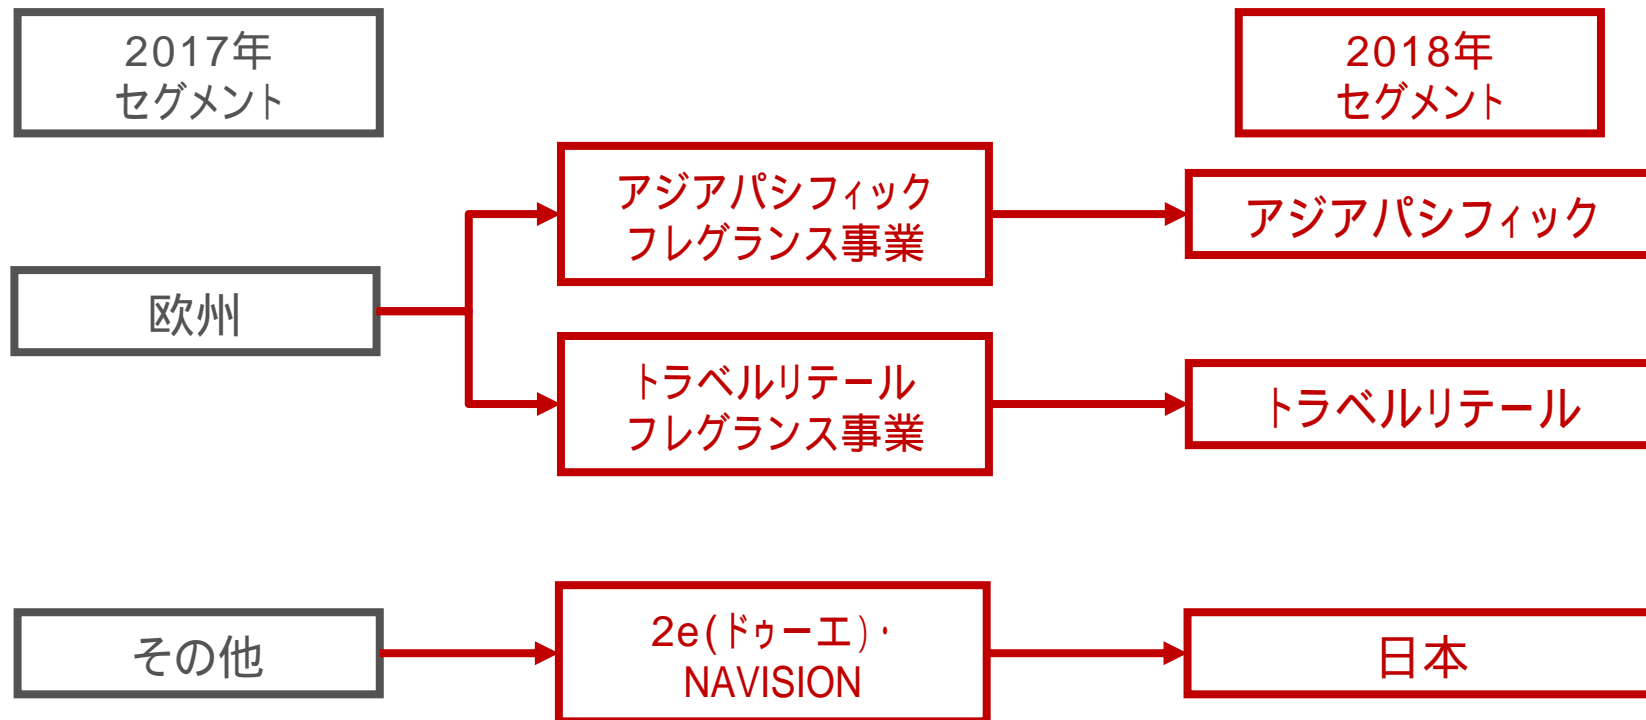 2017年
セグメント
2018年
セグメント
アジアパシフィック
フレグランス事業
アジアパシフィック
欧州
トラベルリテール
フレグランス事業
トラベルリテール
その他
2e(ドゥーエ)・
NAVISION
日本